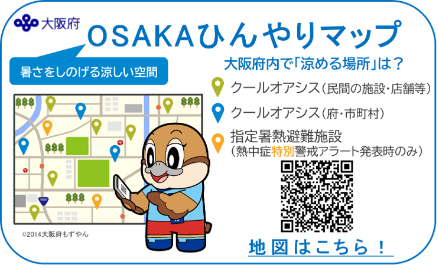 大阪府
OSAKAひんやりマップ
暑さをしのげる涼しい空間
大阪府内で「涼める場所」は？
クールオアシス(民間の施設・店舗等)
クールオアシス(府・市町村)
指定暑熱避難施設
(熱中症特別警戒アラート発表時のみ)
©2014大阪府もずやん
地図はこちら！